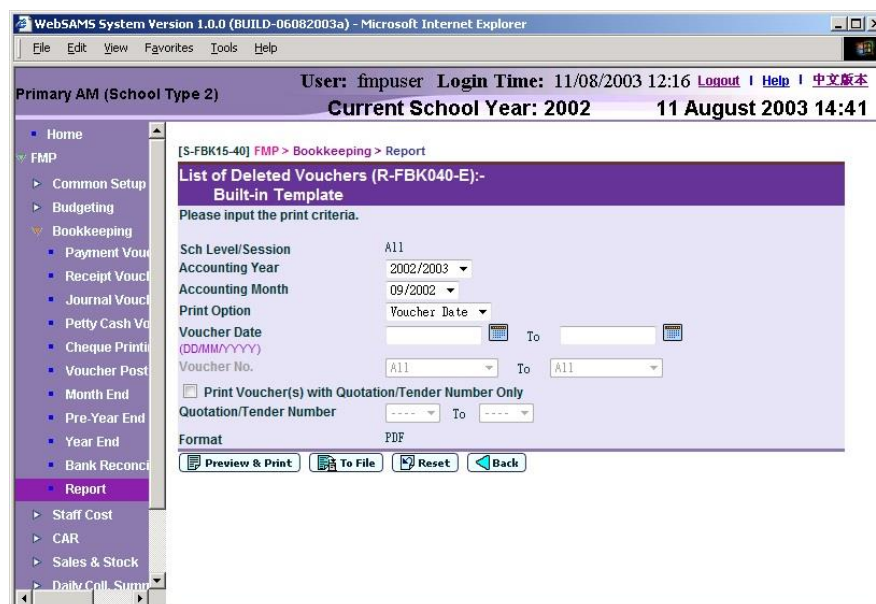 WebSAMS System Version 1.0.0 (BUILD-06082003a) - Microsoft Internet Explorer
File Edit View Favorites Tools Help
Primary AM (School Type 2)
User: fmpuser Login Time: 11/08/2003 12:16 Logout | Help | 中文版本
Current School Year: 2002 11 August 2003 14:41
Home
FMP
Common Setup
Budgeting
Bookkeeping
Payment Vou
Receipt Vouch
Journal Vouch
Petty Cash Vo
Cheque Printi
Voucher Post
Month End
Pre-Year End
Year End
Bank Reconci
Report
Staff Cost
CAR
Sales & Stock
Daily Coll. Summ
[S-FBK15-40] FMP > Bookkeeping > Report
List of Deleted Vouchers (R-FBK040-E):-
Built-in Template
Please input the print criteria.
Sch Level/Session All
Accounting Year 2002/2003
Accounting Month 09/2002
Print Option Voucher Date
Voucher Date To
(DD/MM/YYYY)
Voucher No. All To All
Print Voucher(s) with Quotation/Tender Number Only
Quotation/Tender Number ---- To ----
Format PDF
Preview & Print To File Reset Back